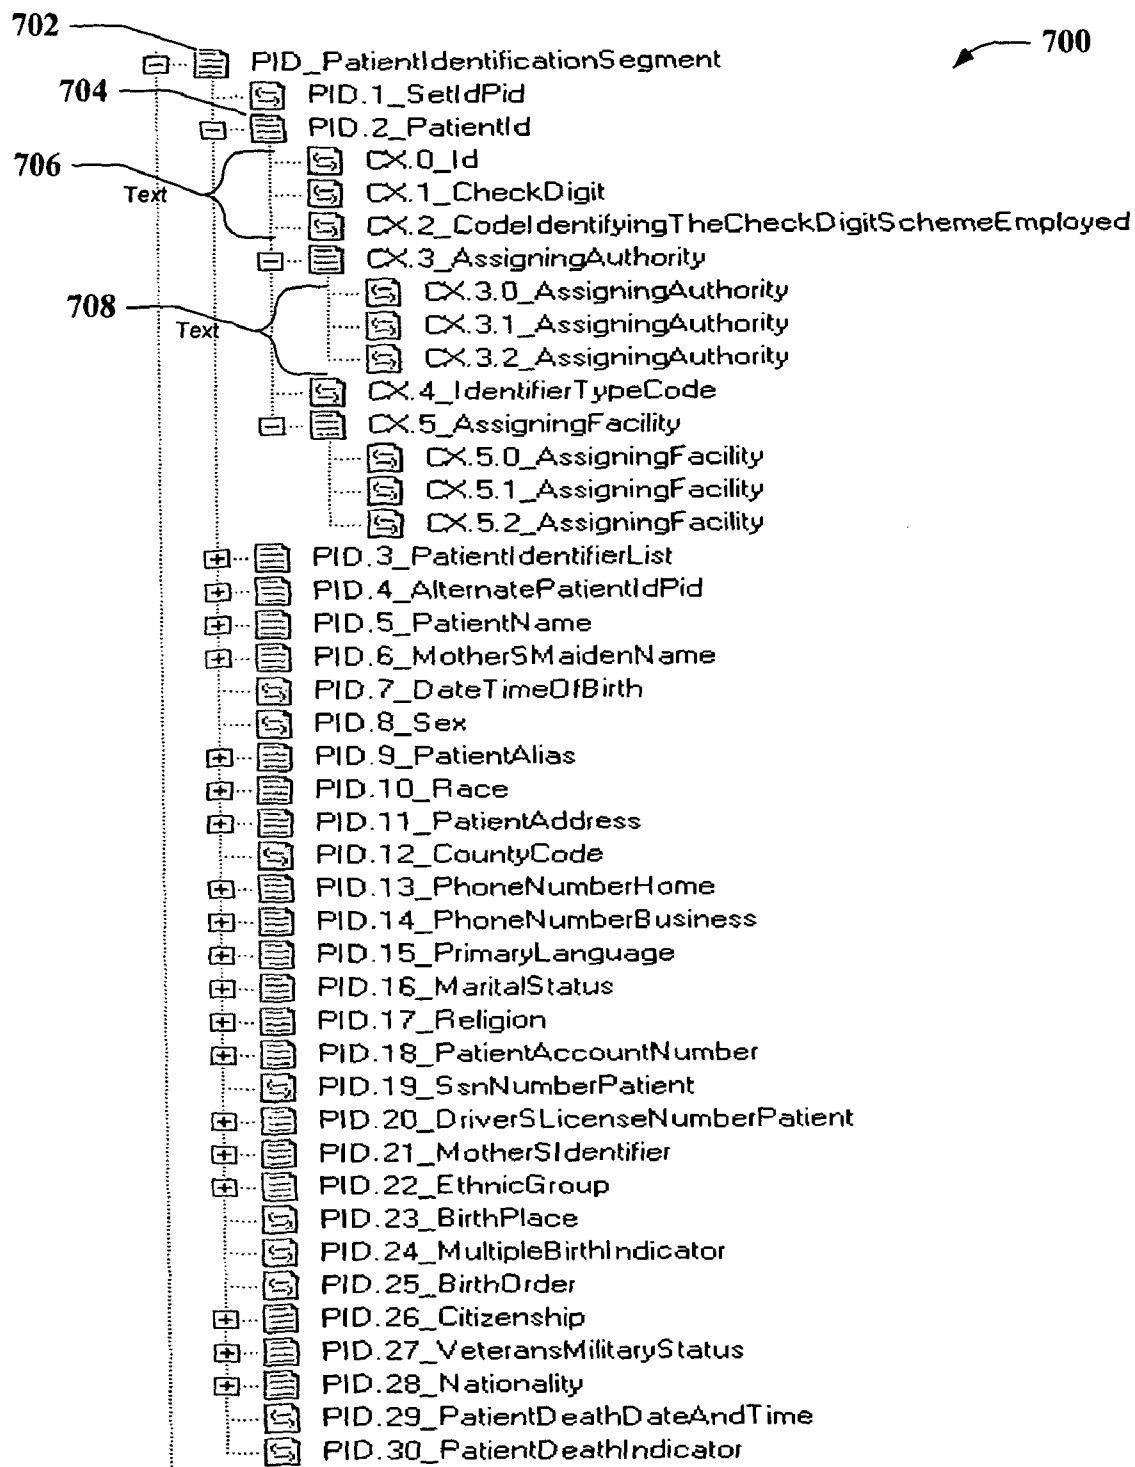 702
700
PID_PatientIdentificationSegment
704
PID.1_SetIdPid
PID.2_PatientId
706
Text
CX.0_Id
CX.1_CheckDigit
CX.2_CodeIdentifyingTheCheckDigitSchemeEmployed
CX.3_AssigningAuthority
708
Text
CX.3.0_AssigningAuthority
CX.3.1_AssigningAuthority
CX.3.2_AssigningAuthority
CX.4_IdentifierTypeCode
CX.5_AssigningFacility
CX.5.0_AssigningFacility
CX.5.1_AssigningFacility
CX.5.2_AssigningFacility
PID.3_PatientIdentifierList
PID.4_AlternatePatientIdPid
PID.5_PatientName
PID.6_MotherSMaidenName
PID.7_DateTimeOfBirth
PID.8_Sex
PID.9_PatientAlias
PID.10_Race
PID.11_PatientAddress
PID.12_CountyCode
PID.13_PhoneNumberHome
PID.14_PhoneNumberBusiness
PID.15_PrimaryLanguage
PID.16_MaritalStatus
PID.17_Religion
PID.18_PatientAccountNumber
PID.19_SsnNumberPatient
PID.20_DriverSLicenseNumberPatient
PID.21_MotherSIdentifier
PID.22_EthnicGroup
PID.23_BirthPlace
PID.24_MultipleBirthIndicator
PID.25_BirthOrder
PID.26_Citizenship
PID.27_VeteransMilitaryStatus
PID.28_Nationality
PID.29_PatientDeathDateAndTime
PID.30_PatientDeathIndicator